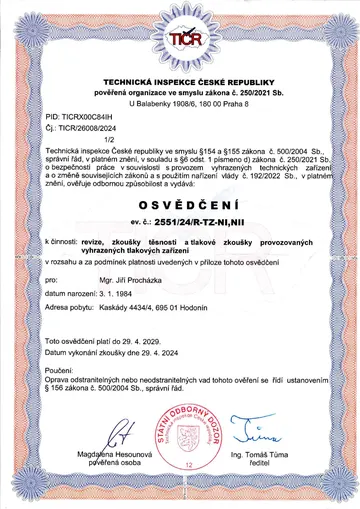 TIČR
TECHNICKÁ INSPEKCE ČESKÉ REPUBLIKY
pověřená organizace ve smyslu zákona č. 250/2021 Sb.
U Balabenky 1908/6, 180 00 Praha 8
PID: TICRX00C84IH
Čj.: TICR/26008/2024
1/2
Technická inspekce České republiky ve smyslu §154 a §155 zákona č. 500/2004 Sb.,
správní řád, v platném znění, v souladu s §6 odst. 1 písmeno d) zákona č. 250/2021 Sb.,
o bezpečnosti práce v souvislosti s provozem vyhrazených technických zařízení
a o změně souvisejících zákonů a s použitím nařízení vlády č. 192/2022 Sb., v platném
znění, ověřuje odbornou způsobilost a vydává:
OSVĚDČENÍ
ev. č.: 2551/24/R-TZ-NI,NII
k činnosti: revize, zkoušky těsnosti a tlakové zkoušky provozovaných
vyhrazených tlakových zařízení
v rozsahu a za podmínek platnosti uvedených v příloze tohoto osvědčení
pro: Mgr. Jiří Procházka
datum narození: 3. 1. 1984
Adresa pobytu: Kaskády 4434/4, 695 01 Hodonín
Toto osvědčení platí do 29. 4. 2029.
Datum vykonání zkoušky dne 29. 4. 2024
Poučení:
Oprava odstranitelných nebo neodstranitelných vad tohoto ověření se řídí ustanovením
§ 156 zákona č. 500/2004 Sb., správní řád.
STÁTNÍ ODBORNÝ DOZOR
12
Magdaléna Hesounová
pověřená osoba
Ing. Tomáš Tůma
ředitel